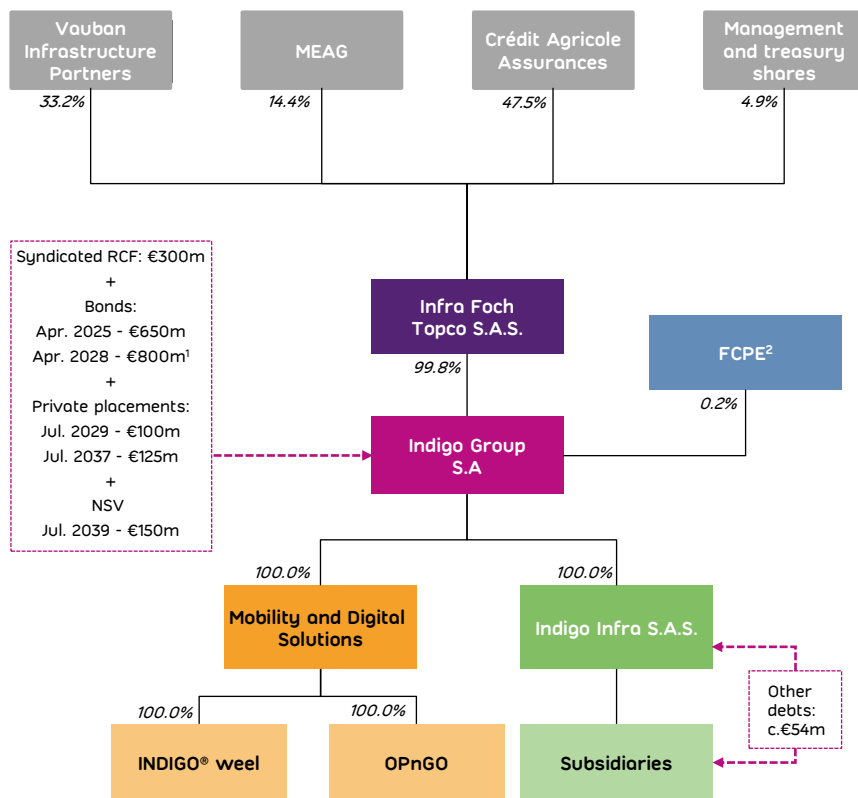 Vauban
Infrastructure
Partners
MEAG
Crédit Agricole
Assurances
Management
and treasury
shares
33.2%
14.4%
47.5%
4.9%
Syndicated RCF: €300m
+
Bonds:
Apr. 2025 - €650m
Apr. 2028 - €800m¹
+
Private placements:
Jul. 2029 - €100m
Jul. 2037 - €125m
+
NSV
Jul. 2039 - €150m
Infra Foch
Topco S.A.S.
99.8%
FCPE²
0.2%
Indigo Group
S.A
100.0%
100.0%
Mobility and Digital
Solutions
Indigo Infra S.A.S.
100.0%
100.0%
INDIGO® weel
OPnGO
Subsidiaries
Other
debts:
c.€54m